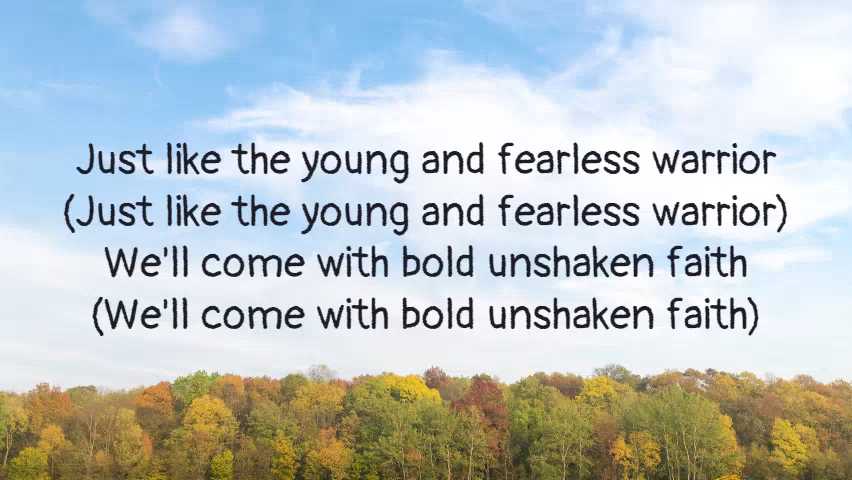 Just like the young and fearless warrior
(Just like the young and fearless warrior)
We'll come with bold unshaken faith
(We'll come with bold unshaken faith)